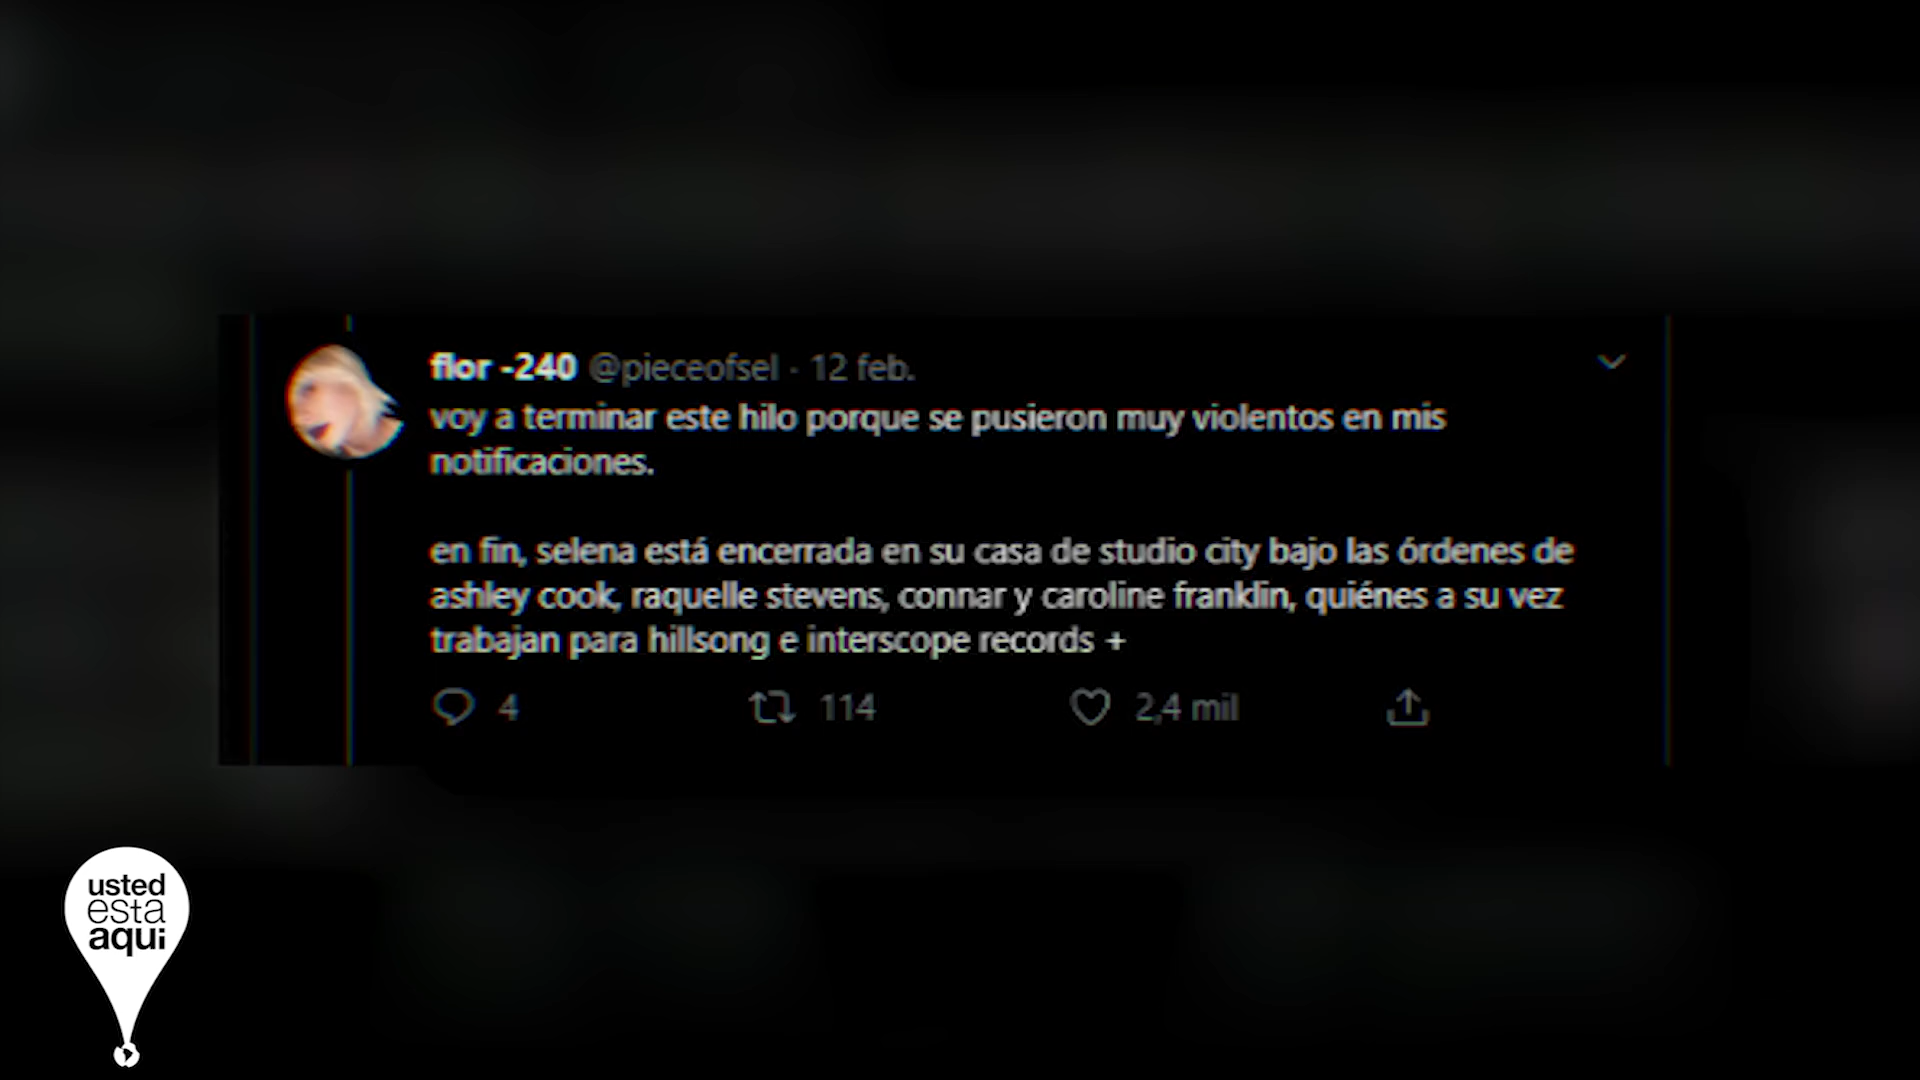 flor -240 @pieceofsel · 12 feb.
voy a terminar este hilo porque se pusieron muy violentos en mis
notificaciones.
en fin, selena está encerrada en su casa de studio city bajo las órdenes de
ashley cook, raquelle stevens, connar y caroline franklin, quiénes a su vez
trabajan para hillsong e interscope records +
4 114 2,4 mil
usted
esta
aqui